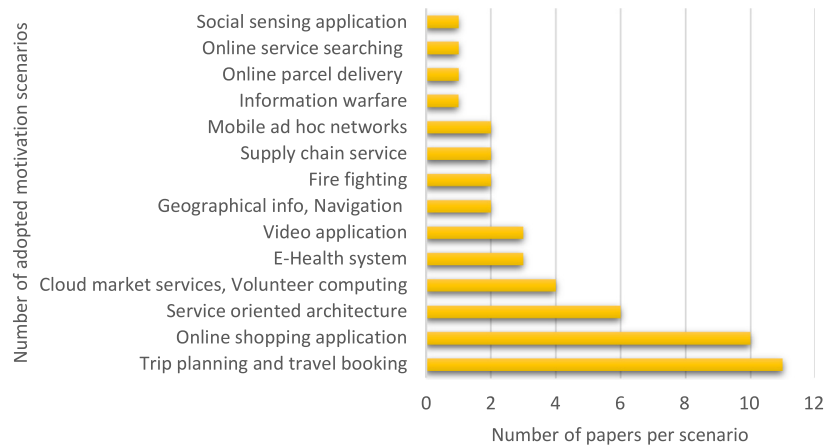 Number of adopted motivation scenarios
Social sensing application
Online service searching
Online parcel delivery
Information warfare
Mobile ad hoc networks
Supply chain service
Fire fighting
Geographical info, Navigation
Video application
E-Health system
Cloud market services, Volunteer computing
Service oriented architecture
Online shopping application
Trip planning and travel booking
0 2 4 6 8 10 12
Number of papers per scenario